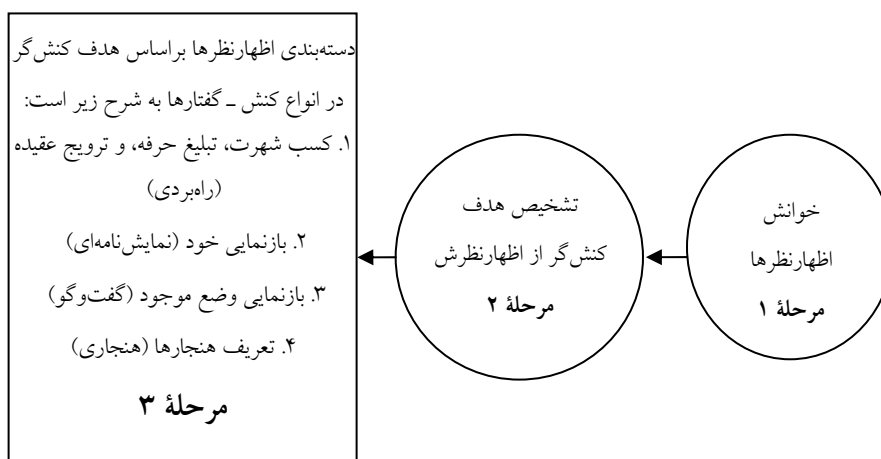 خوانش
اظهارنظرها
مرحلهٔ ۱
تشخیص هدف
کنش‌گر از اظهارنظرش
مرحلهٔ ۲
دسته‌بندی اظهارنظرها براساس هدف کنش‌گر
در انواع کنش ـ گفتارها به شرح زیر است:
۱. کسب شهرت، تبلیغ حرفه، و ترویج عقیده
(راه‌بردی)
۲. بازنمایی خود (نمایش‌نامه‌ای)
۳. بازنمایی وضع موجود (گفت‌وگو)
۴. تعریف هنجارها (هنجاری)
مرحلهٔ ۳